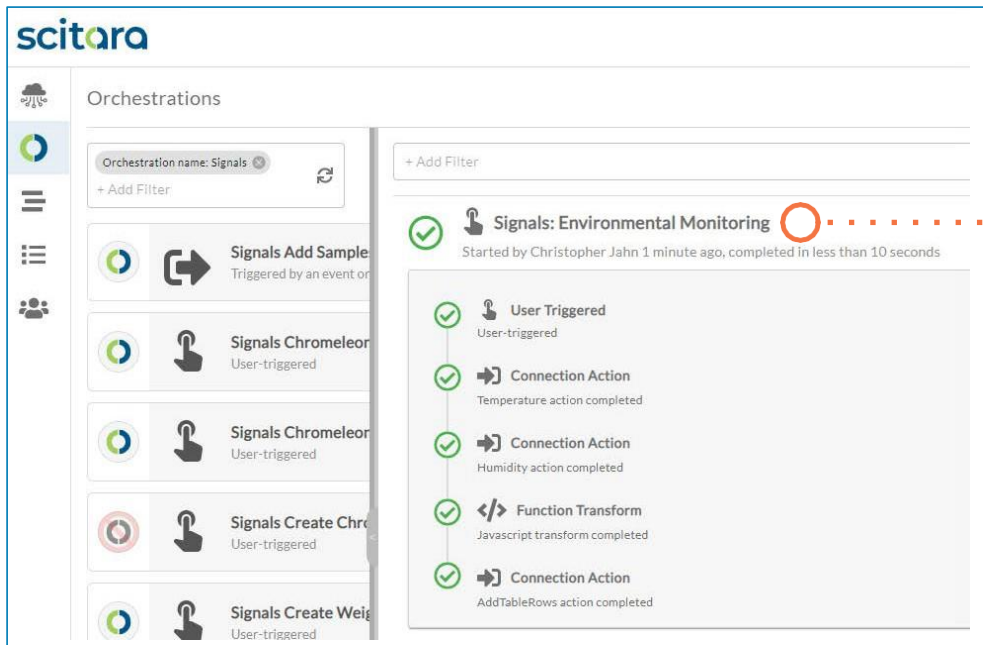 scitara
Orchestrations
Orchestration name: Signals
+ Add Filter
Signals Add Sample
Triggered by an event or
Signals Chromeleon
User-triggered
Signals Chromeleon
User-triggered
Signals Create Chro
User-triggered
Signals Create Weig
User-triggered
+ Add Filter
Signals: Environmental Monitoring
Started by Christopher Jahn 1 minute ago, completed in less than 10 seconds
User Triggered
User-triggered
Connection Action
Temperature action completed
Connection Action
Humidity action completed
</> Function Transform
Javascript transform completed
Connection Action
AddTableRows action completed